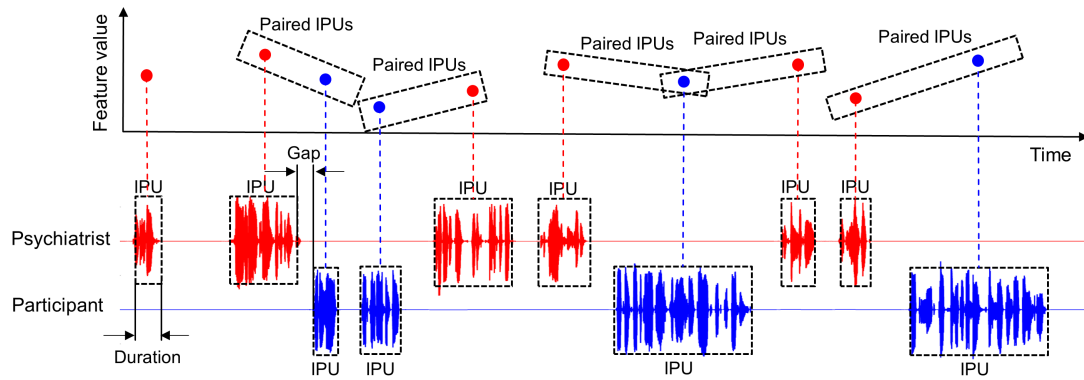 Feature value
Paired IPUs
Paired IPUs
Paired IPUs
Paired IPUs
Paired IPUs
Time
Gap
IPU
IPU
IPU
IPU
IPU
IPU
Psychiatrist
Participant
Duration
IPU
IPU
IPU
IPU